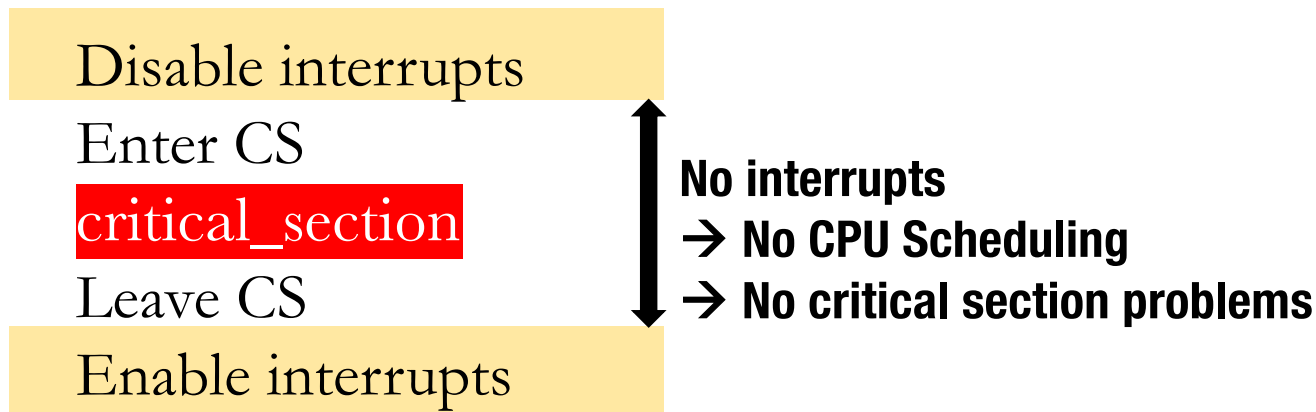 Disable interrupts
Enter CS
critical_section
Leave CS
Enable interrupts
No interrupts
→ No CPU Scheduling
→ No critical section problems